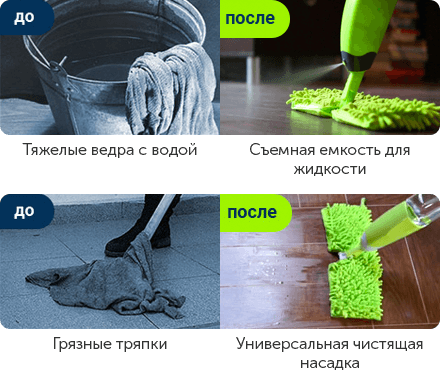 до
после
Тяжелые ведра с водой
Съемная емкость для
жидкости
до
после
Грязные тряпки
Универсальная чистящая
насадка